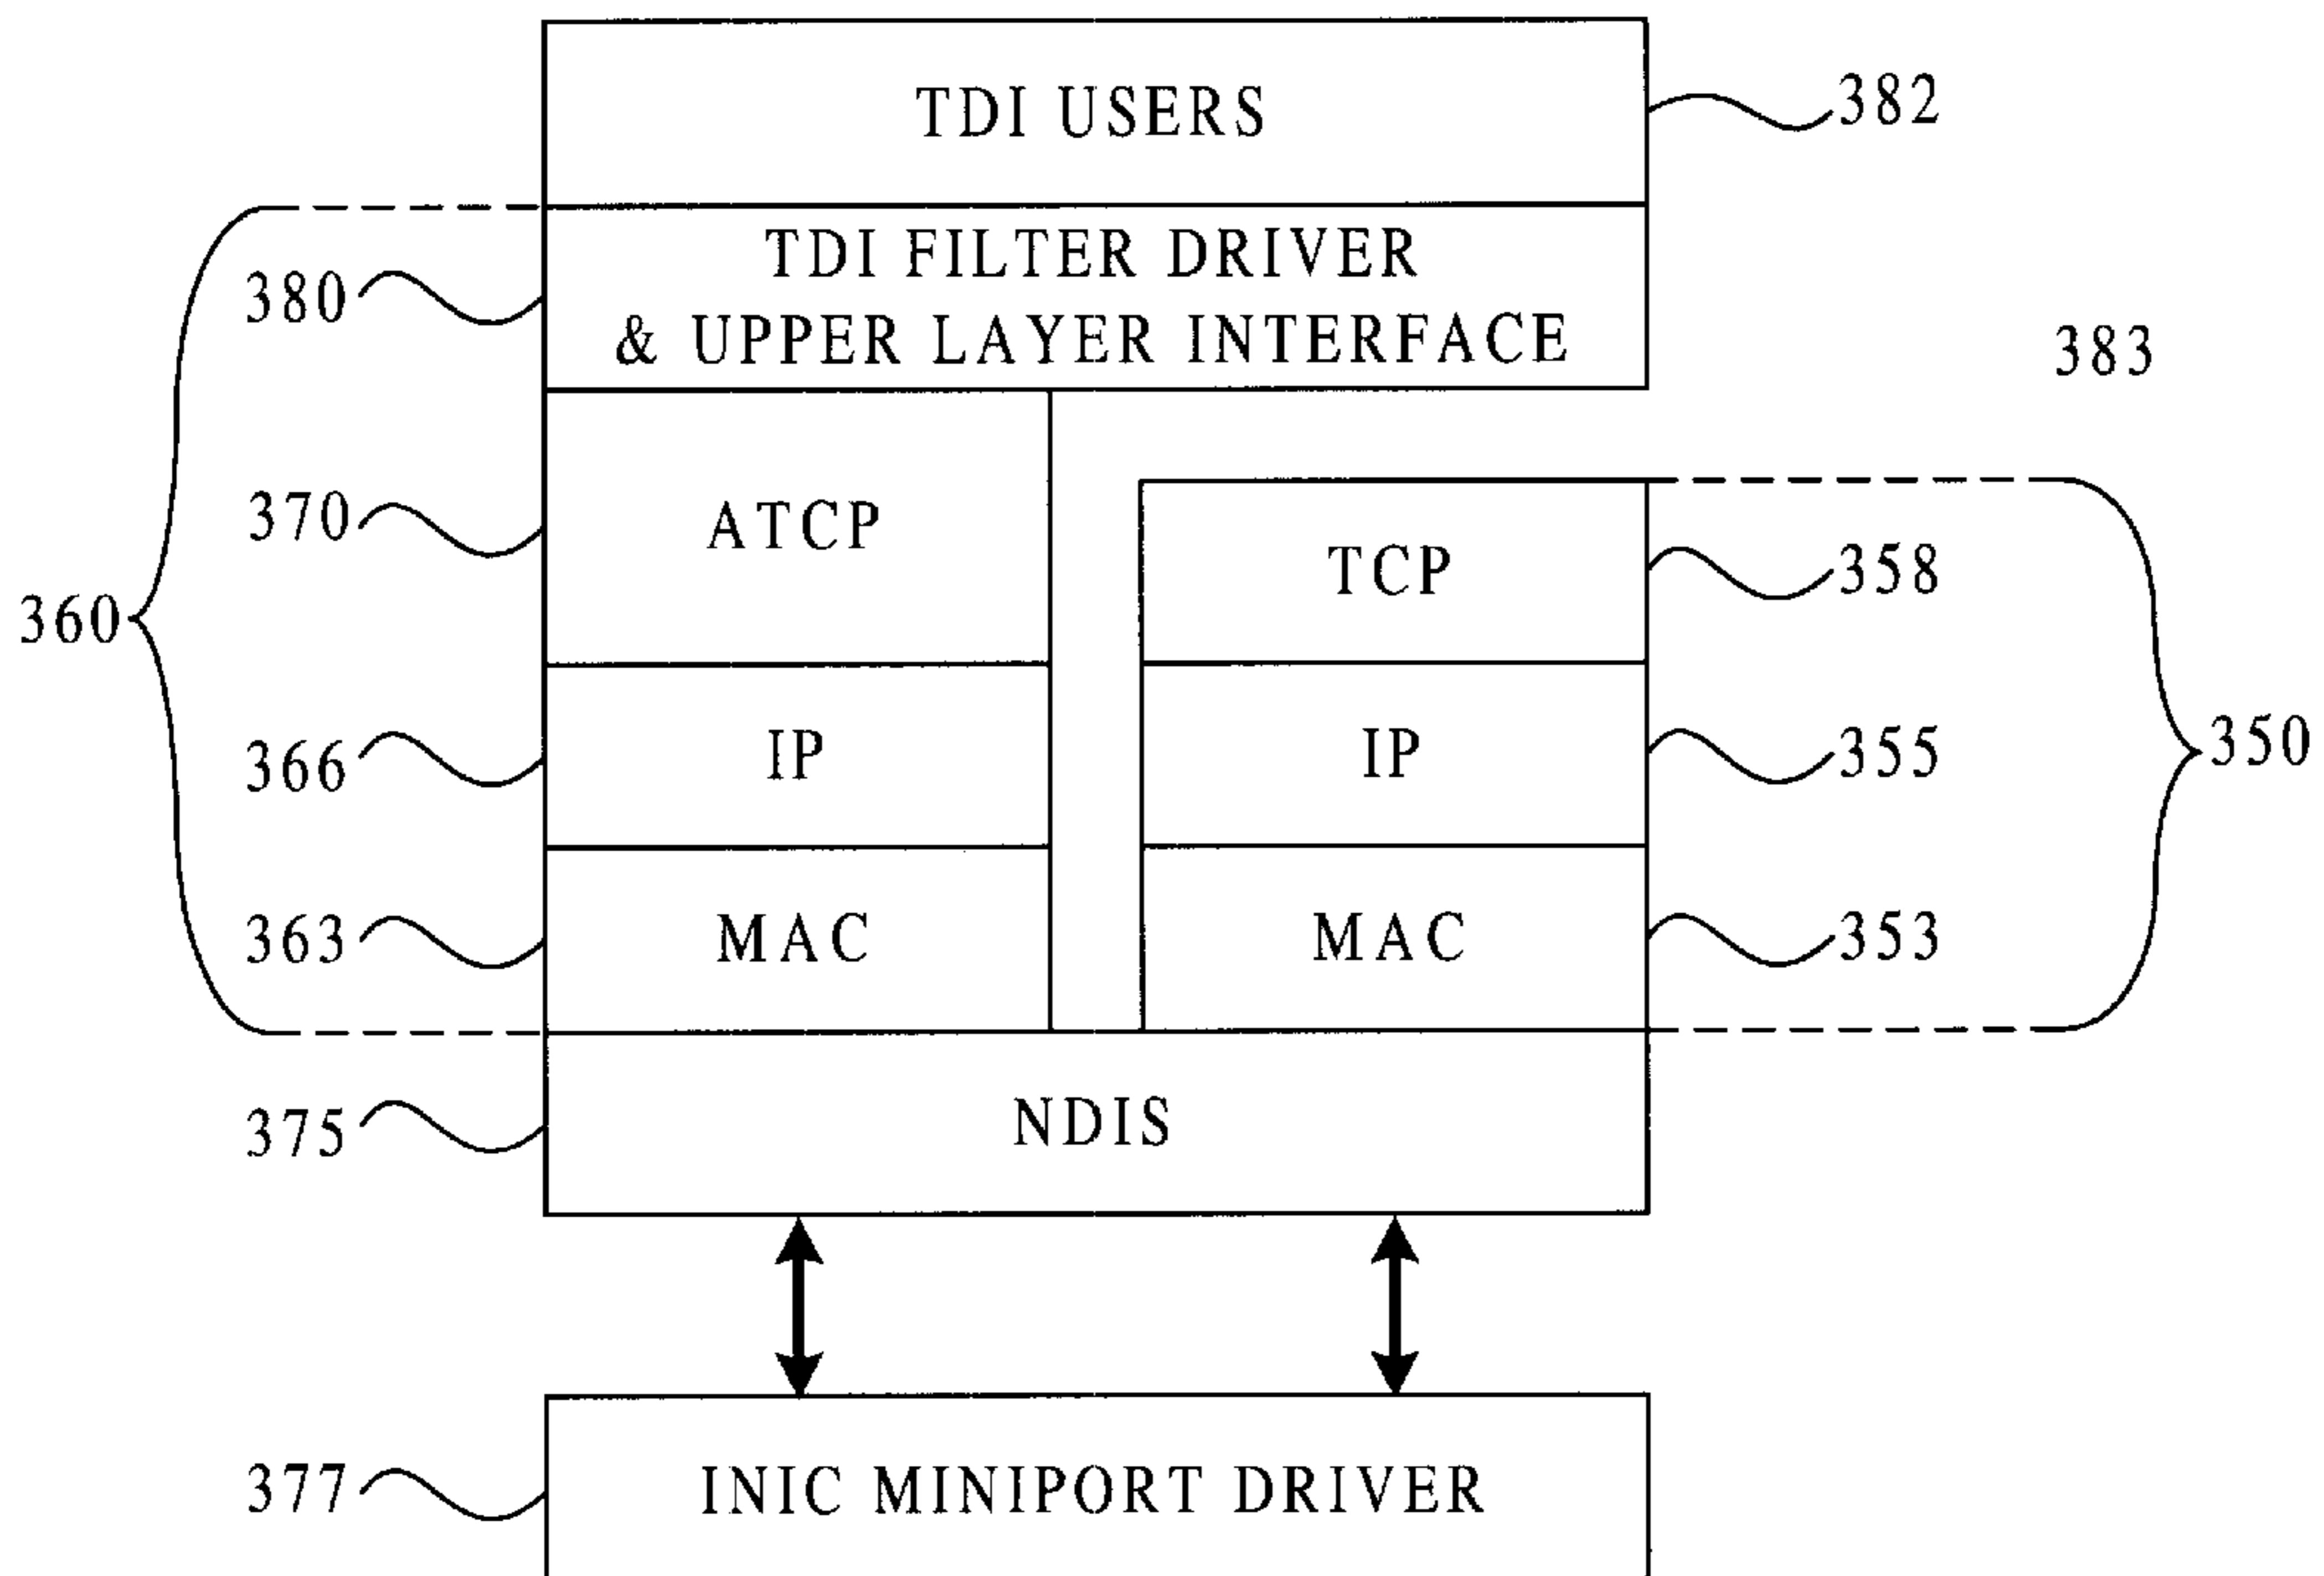 TDI USERS
382
TDI FILTER DRIVER
& UPPER LAYER INTERFACE
380
383
ATCP
370
TCP
358
360
IP
366
IP
355
350
MAC
363
MAC
353
NDIS
375
INIC MINIPORT DRIVER
377